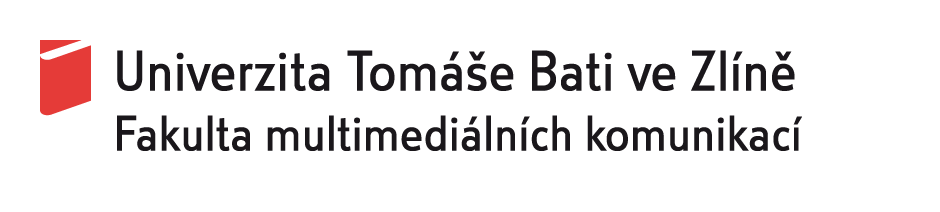 Univerzita Tomáše Bati ve Zlíně
Fakulta multimediálních komunikací